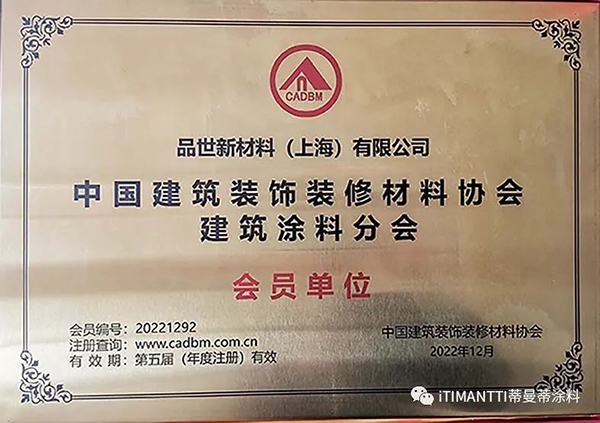 CADBM
品世新材料（上海）有限公司
中国建筑装饰装修材料协会
建筑涂料分会
会员单位
会员编号：20221292
注册查询：www.cadbm.com.cn
有 效 期：第五届（年度注册）有效
中国建筑装饰装修材料协会
2022年12月
iTIMANTTI蒂曼蒂涂料